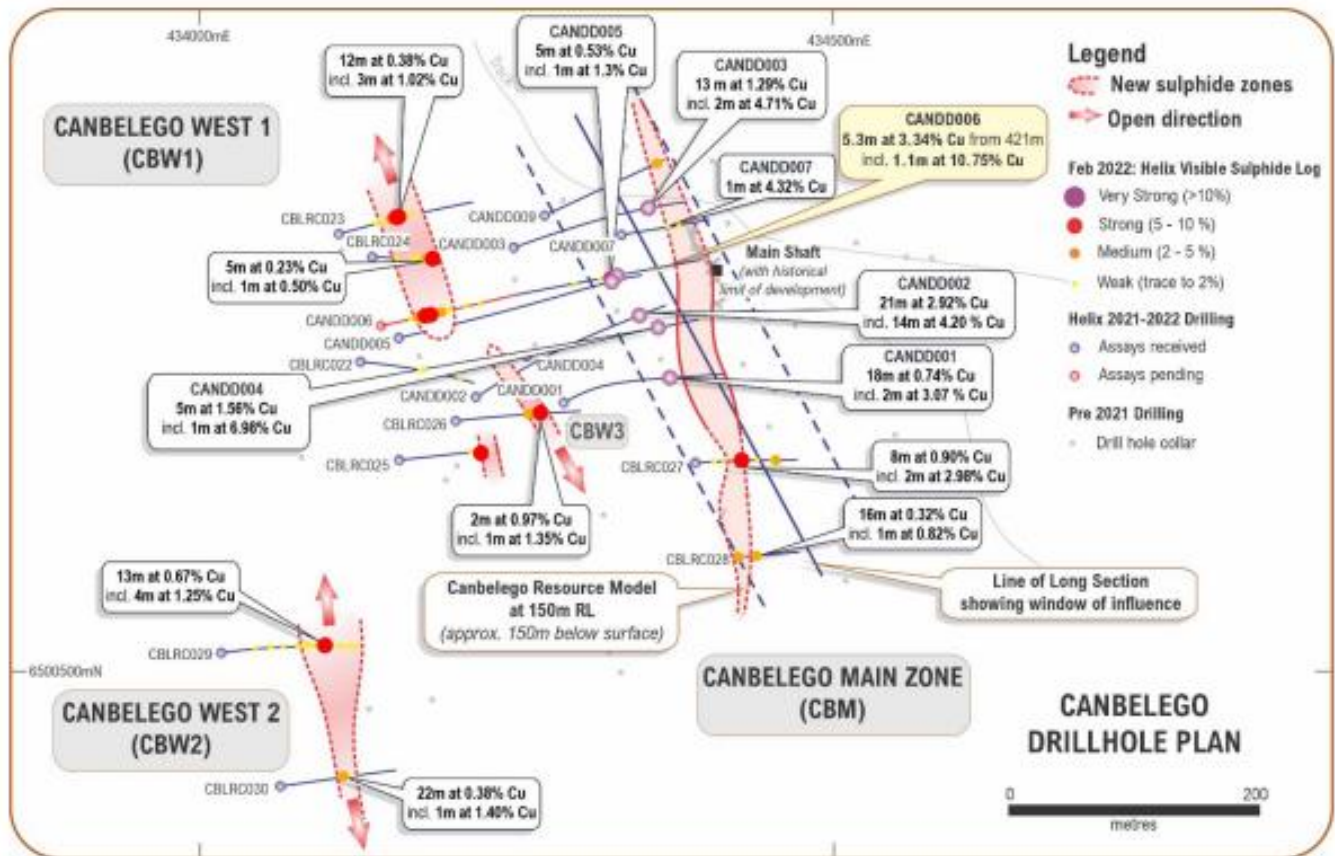 434000mE
434500mE
CANBELEGO WEST 1
(CBW1)
12m at 0.38% Cu
incl. 3m at 1.02% Cu
CANDD005
5m at 0.53% Cu
incl. 1m at 1.3% Cu
CANDD003
13 m at 1.29% Cu
incl. 2m at 4.71% Cu
CANDD006
5.3m at 3.34% Cu from 421m
incl. 1.1m at 10.75% Cu
CANDD007
1m at 4.32% Cu
Track
Legend
New sulphide zones
Open direction
Feb 2022: Helix Visible Sulphide Log
Very Strong (>10%)
Strong (5 - 10 %)
Medium (2 - 5 %)
Weak (trace to 2%)
Helix 2021-2022 Drilling
Assays received
Assays pending
Pre 2021 Drilling
Drill hole collar
CBLRC023
CBLRC024
CANDD009
CANDD003
CANDD007
Main Shaft
(with historical
limit of development)
5m at 0.23% Cu
incl. 1m at 0.50% Cu
CANDD006
CANDD005
CBLRC022
CANDD002
21m at 2.92% Cu
incl. 14m at 4.20 % Cu
CANDD004
5m at 1.56% Cu
incl. 1m at 6.98% Cu
CANDD004
CANDD002
CANDD001
CANDD001
18m at 0.74% Cu
incl. 2m at 3.07 % Cu
CBLRC026
CBW3
CBLRC025
CBLRC027
8m at 0.90% Cu
incl. 2m at 2.98% Cu
2m at 0.97% Cu
incl. 1m at 1.35% Cu
16m at 0.32% Cu
incl. 1m at 0.82% Cu
CBLRC028
13m at 0.67% Cu
incl. 4m at 1.25% Cu
Canbelego Resource Model
at 150m RL
(approx. 150m below surface)
Line of Long Section
showing window of influence
CBLRC029
6500500mN
CANBELEGO WEST 2
(CBW2)
CANBELEGO MAIN ZONE
(CBM)
CANBELEGO
DRILLHOLE PLAN
CBLRC030
22m at 0.38% Cu
incl. 1m at 1.40% Cu
0
200
metres